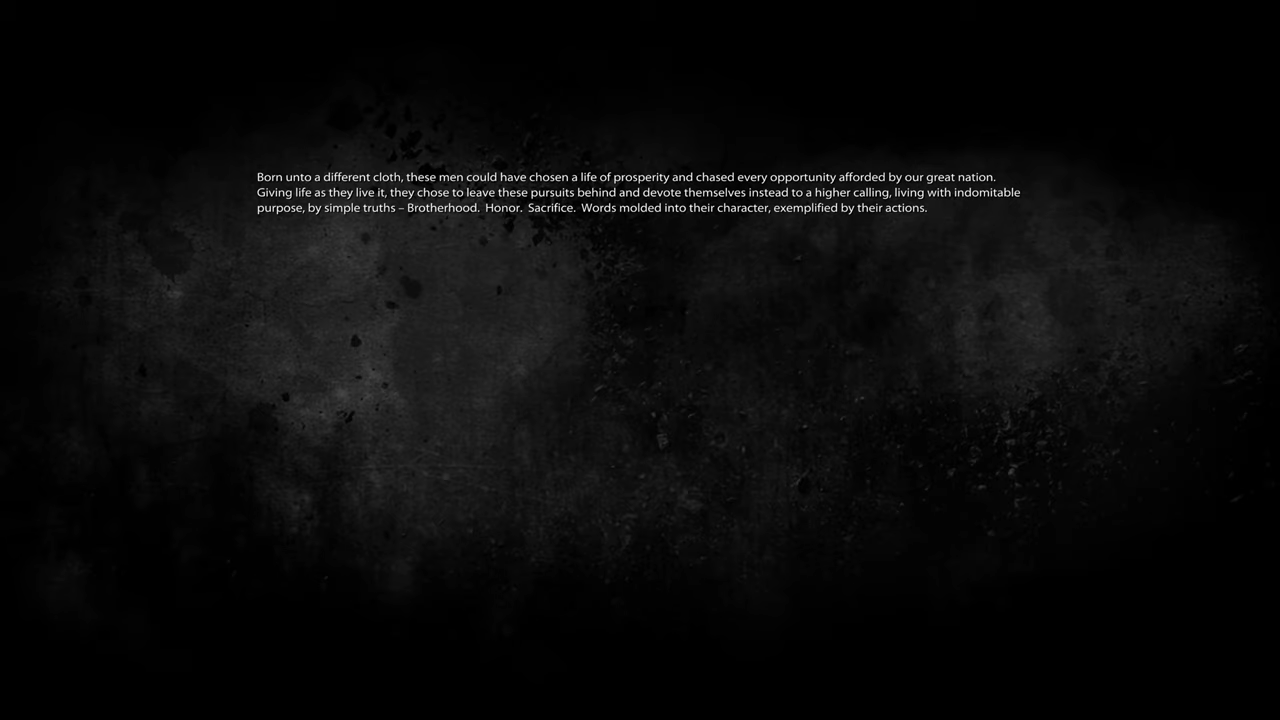 Born unto a different cloth, these men could have chosen a life of prosperity and chased every opportunity afforded by our great nation.
Giving life as they live it, they chose to leave these pursuits behind and devote themselves instead to a higher calling, living with indomitable
purpose, by simple truths – Brotherhood.  Honor.  Sacrifice.  Words molded into their character, exemplified by their actions.